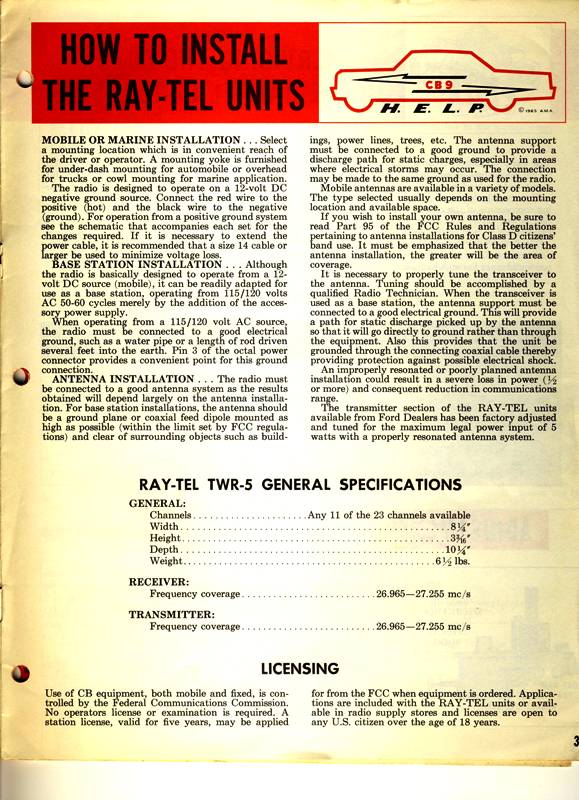 HOW TO INSTALL
THE RAY-TEL UNITS
CB 9
H. E. L. P.
© 1965 A.M.A.
MOBILE OR MARINE INSTALLATION . . . Select
a mounting location which is in convenient reach of
the driver or operator. A mounting yoke is furnished
for under-dash mounting for automobile or overhead
for trucks or cowl mounting for marine application.
The radio is designed to operate on a 12-volt DC
negative ground source. Connect the red wire to the
positive (hot) and the black wire to the negative
(ground). For operation from a positive ground system
see the schematic that accompanies each set for the
changes required. If it is necessary to extend the
power cable, it is recommended that a size 14 cable or
larger be used to minimize voltage loss.
BASE STATION INSTALLATION . . . Although
the radio is basically designed to operate from a 12-
volt DC source (mobile), it can be readily adapted for
use as a base station, operating from 115/120 volts
AC 50-60 cycles merely by the addition of the acces-
sory power supply.
When operating from a 115/120 volt AC source,
the radio must be connected to a good electrical
ground, such as a water pipe or a length of rod driven
several feet into the earth. Pin 3 of the octal power
connector provides a convenient point for this ground
connection.
ANTENNA INSTALLATION . . . The radio must
be connected to a good antenna system as the results
obtained will depend largely on the antenna installa-
tion. For base station installations, the antenna should
be a ground plane or coaxial feed dipole mounted as
high as possible (within the limit set by FCC regula-
tions) and clear of surrounding objects such as build-
ings, power lines, trees, etc. The antenna support
must be connected to a good ground to provide a
discharge path for static charges, especially in areas
where electrical storms may occur. The connection
may be made to the same ground as used for the radio.
Mobile antennas are available in a variety of models.
The type selected usually depends on the mounting
location and available space.
If you wish to install your own antenna, be sure to
read Part 95 of the FCC Rules and Regulations
pertaining to antenna installations for Class D citizens'
band use. It must be emphasized that the better the
antenna installation, the greater will be the area of
coverage.
It is necessary to properly tune the transceiver to
the antenna. Tuning should be accomplished by a
qualified Radio Technician. When the transceiver is
used as a base station, the antenna support must be
connected to a good electrical ground. This will provide
a path for static discharge picked up by the antenna
so that it will go directly to ground rather than through
the equipment. Also this provides that the unit be
grounded through the connecting coaxial cable thereby
providing protection against possible electrical shock.
An improperly resonated or poorly planned antenna
installation could result in a severe loss in power (½
or more) and consequent reduction in communications
range.
The transmitter section of the RAY-TEL units
available from Ford Dealers has been factory adjusted
and tuned for the maximum legal power input of 5
watts with a properly resonated antenna system.
RAY-TEL TWR-5 GENERAL SPECIFICATIONS
GENERAL:
Channels . . . . . . . . . . . . . . . . . . . . Any 11 of the 23 channels available
Width . . . . . . . . . . . . . . . . . . . . 8¼"
Height . . . . . . . . . . . . . . . . . . . . 3 3/16"
Depth . . . . . . . . . . . . . . . . . . . . 10¼"
Weight . . . . . . . . . . . . . . . . . . . . 6½ lbs.
RECEIVER:
Frequency coverage . . . . . . . . . . . . . . . . . . . . 26.965—27.255 mc/s
TRANSMITTER:
Frequency coverage . . . . . . . . . . . . . . . . . . . . 26.965—27.255 mc/s
LICENSING
Use of CB equipment, both mobile and fixed, is con-
trolled by the Federal Communications Commission.
No operators license or examination is required. A
station license, valid for five years, may be applied
for from the FCC when equipment is ordered. Applica-
tions are included with the RAY-TEL units or avail-
able in radio supply stores and licenses are open to
any U.S. citizen over the age of 18 years.
3